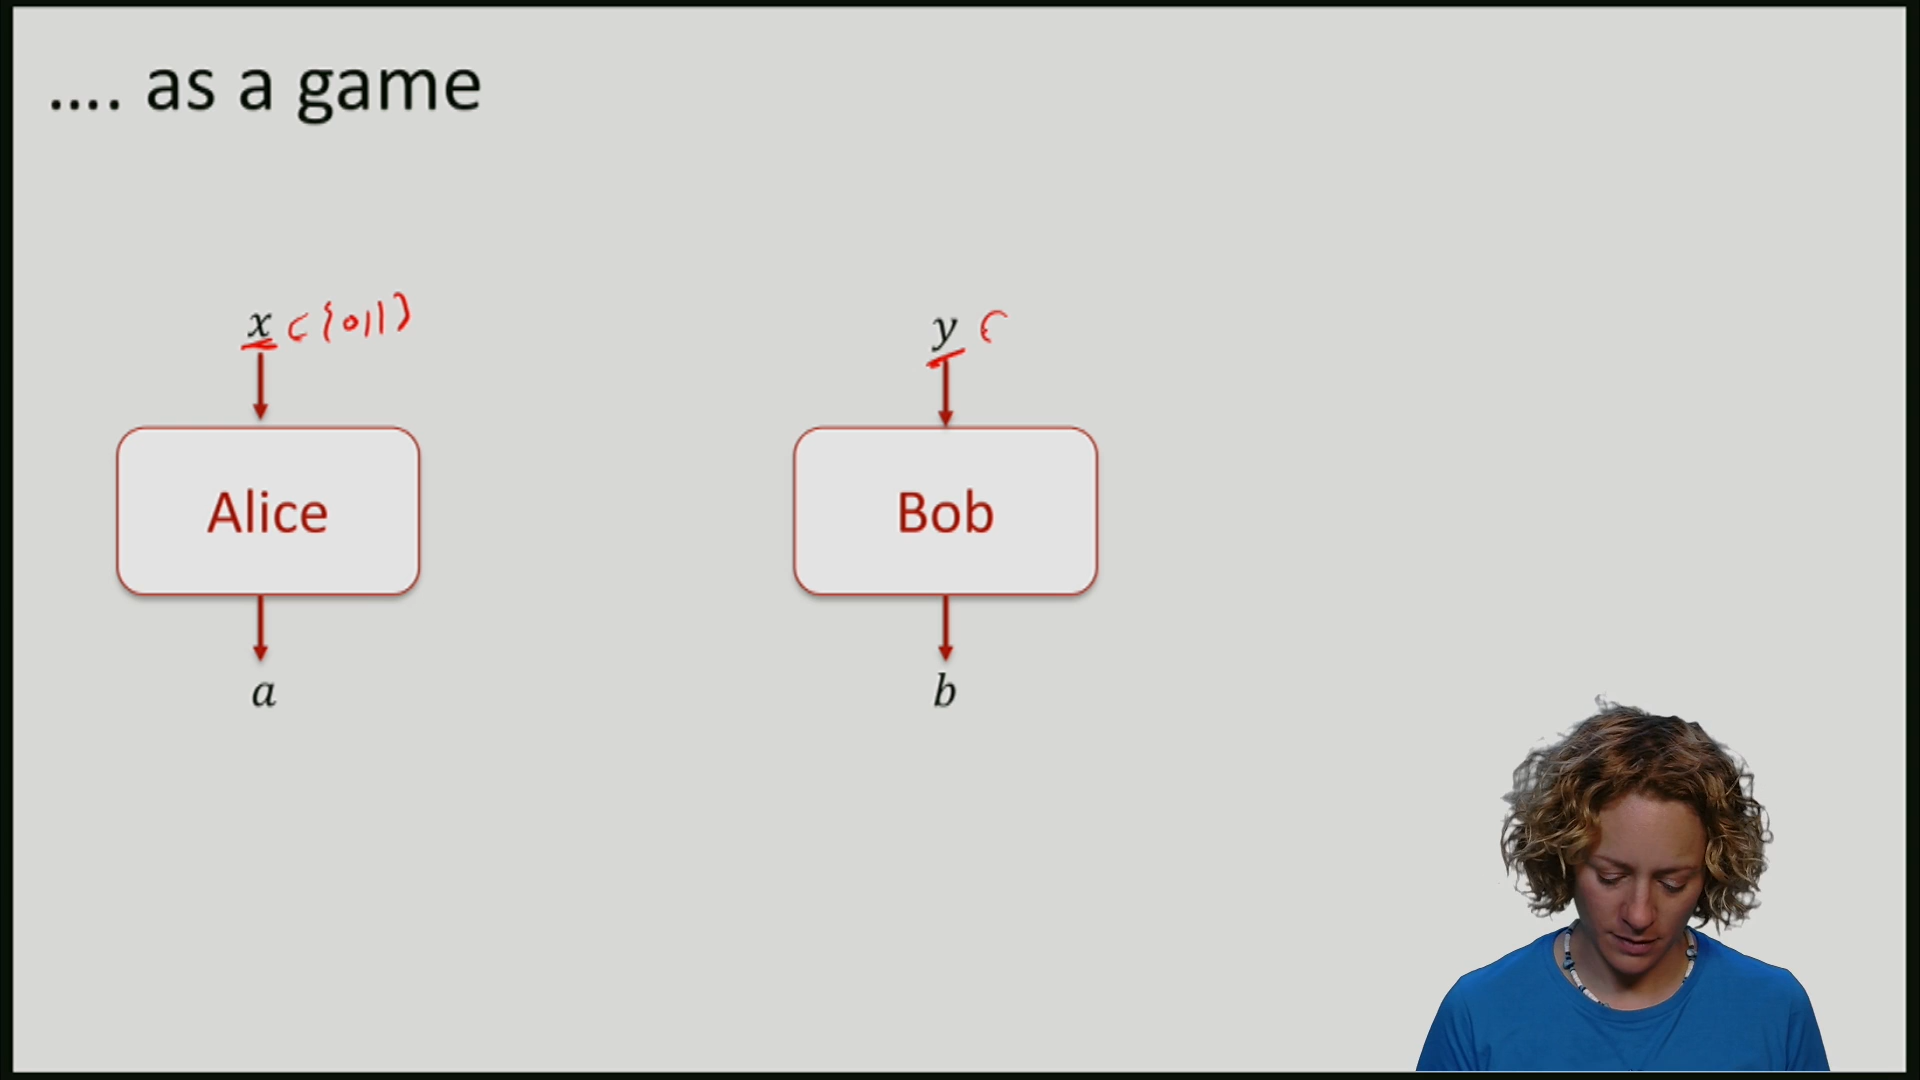 .... as a game
x ∈ {0,1}
y ∈
Alice
Bob
a
b